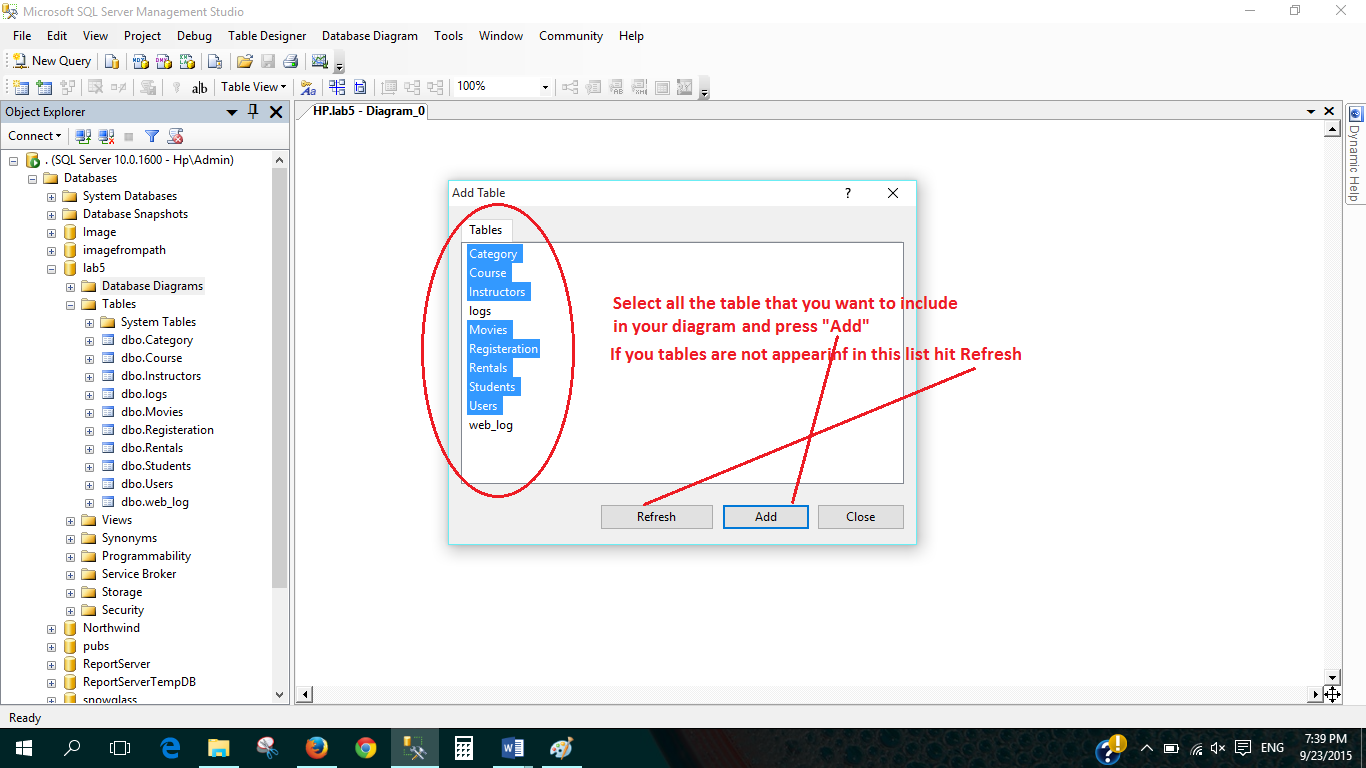 Microsoft SQL Server Management Studio
File Edit View Project Debug Table Designer Database Diagram Tools Window Community Help
New Query
ab| Table View 100%
Object Explorer
HP.lab5 - Diagram_0
Connect
. (SQL Server 10.0.1600 - Hp\Admin)
Databases
System Databases
Database Snapshots
Image
imagefrompath
lab5
Database Diagrams
Tables
System Tables
dbo.Category
dbo.Course
dbo.Instructors
dbo.logs
dbo.Movies
dbo.Registeration
dbo.Rentals
dbo.Students
dbo.Users
dbo.web_log
Views
Synonyms
Programmability
Service Broker
Storage
Security
Northwind
pubs
ReportServer
ReportServerTempDB
snowglass
Add Table
?
Tables
Category
Course
Instructors
logs
Movies
Registeration
Rentals
Students
Users
web_log
Select all the table that you want to include
in your diagram and press "Add"
If you tables are not appearinf in this list hit Refresh
Refresh Add Close
Dynamic Help
Ready
ENG
7:39 PM
9/23/2015